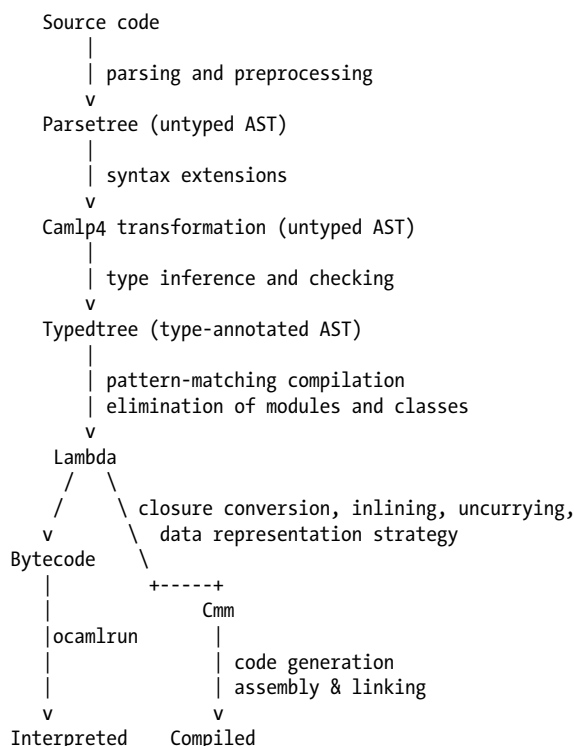 Source code
parsing and preprocessing
Parsetree (untyped AST)
syntax extensions
Camlp4 transformation (untyped AST)
type inference and checking
Typedtree (type-annotated AST)
pattern-matching compilation
elimination of modules and classes
Lambda
closure conversion, inlining, uncurrying,
data representation strategy
Bytecode
Cmm
ocamlrun
code generation
assembly & linking
Interpreted Compiled